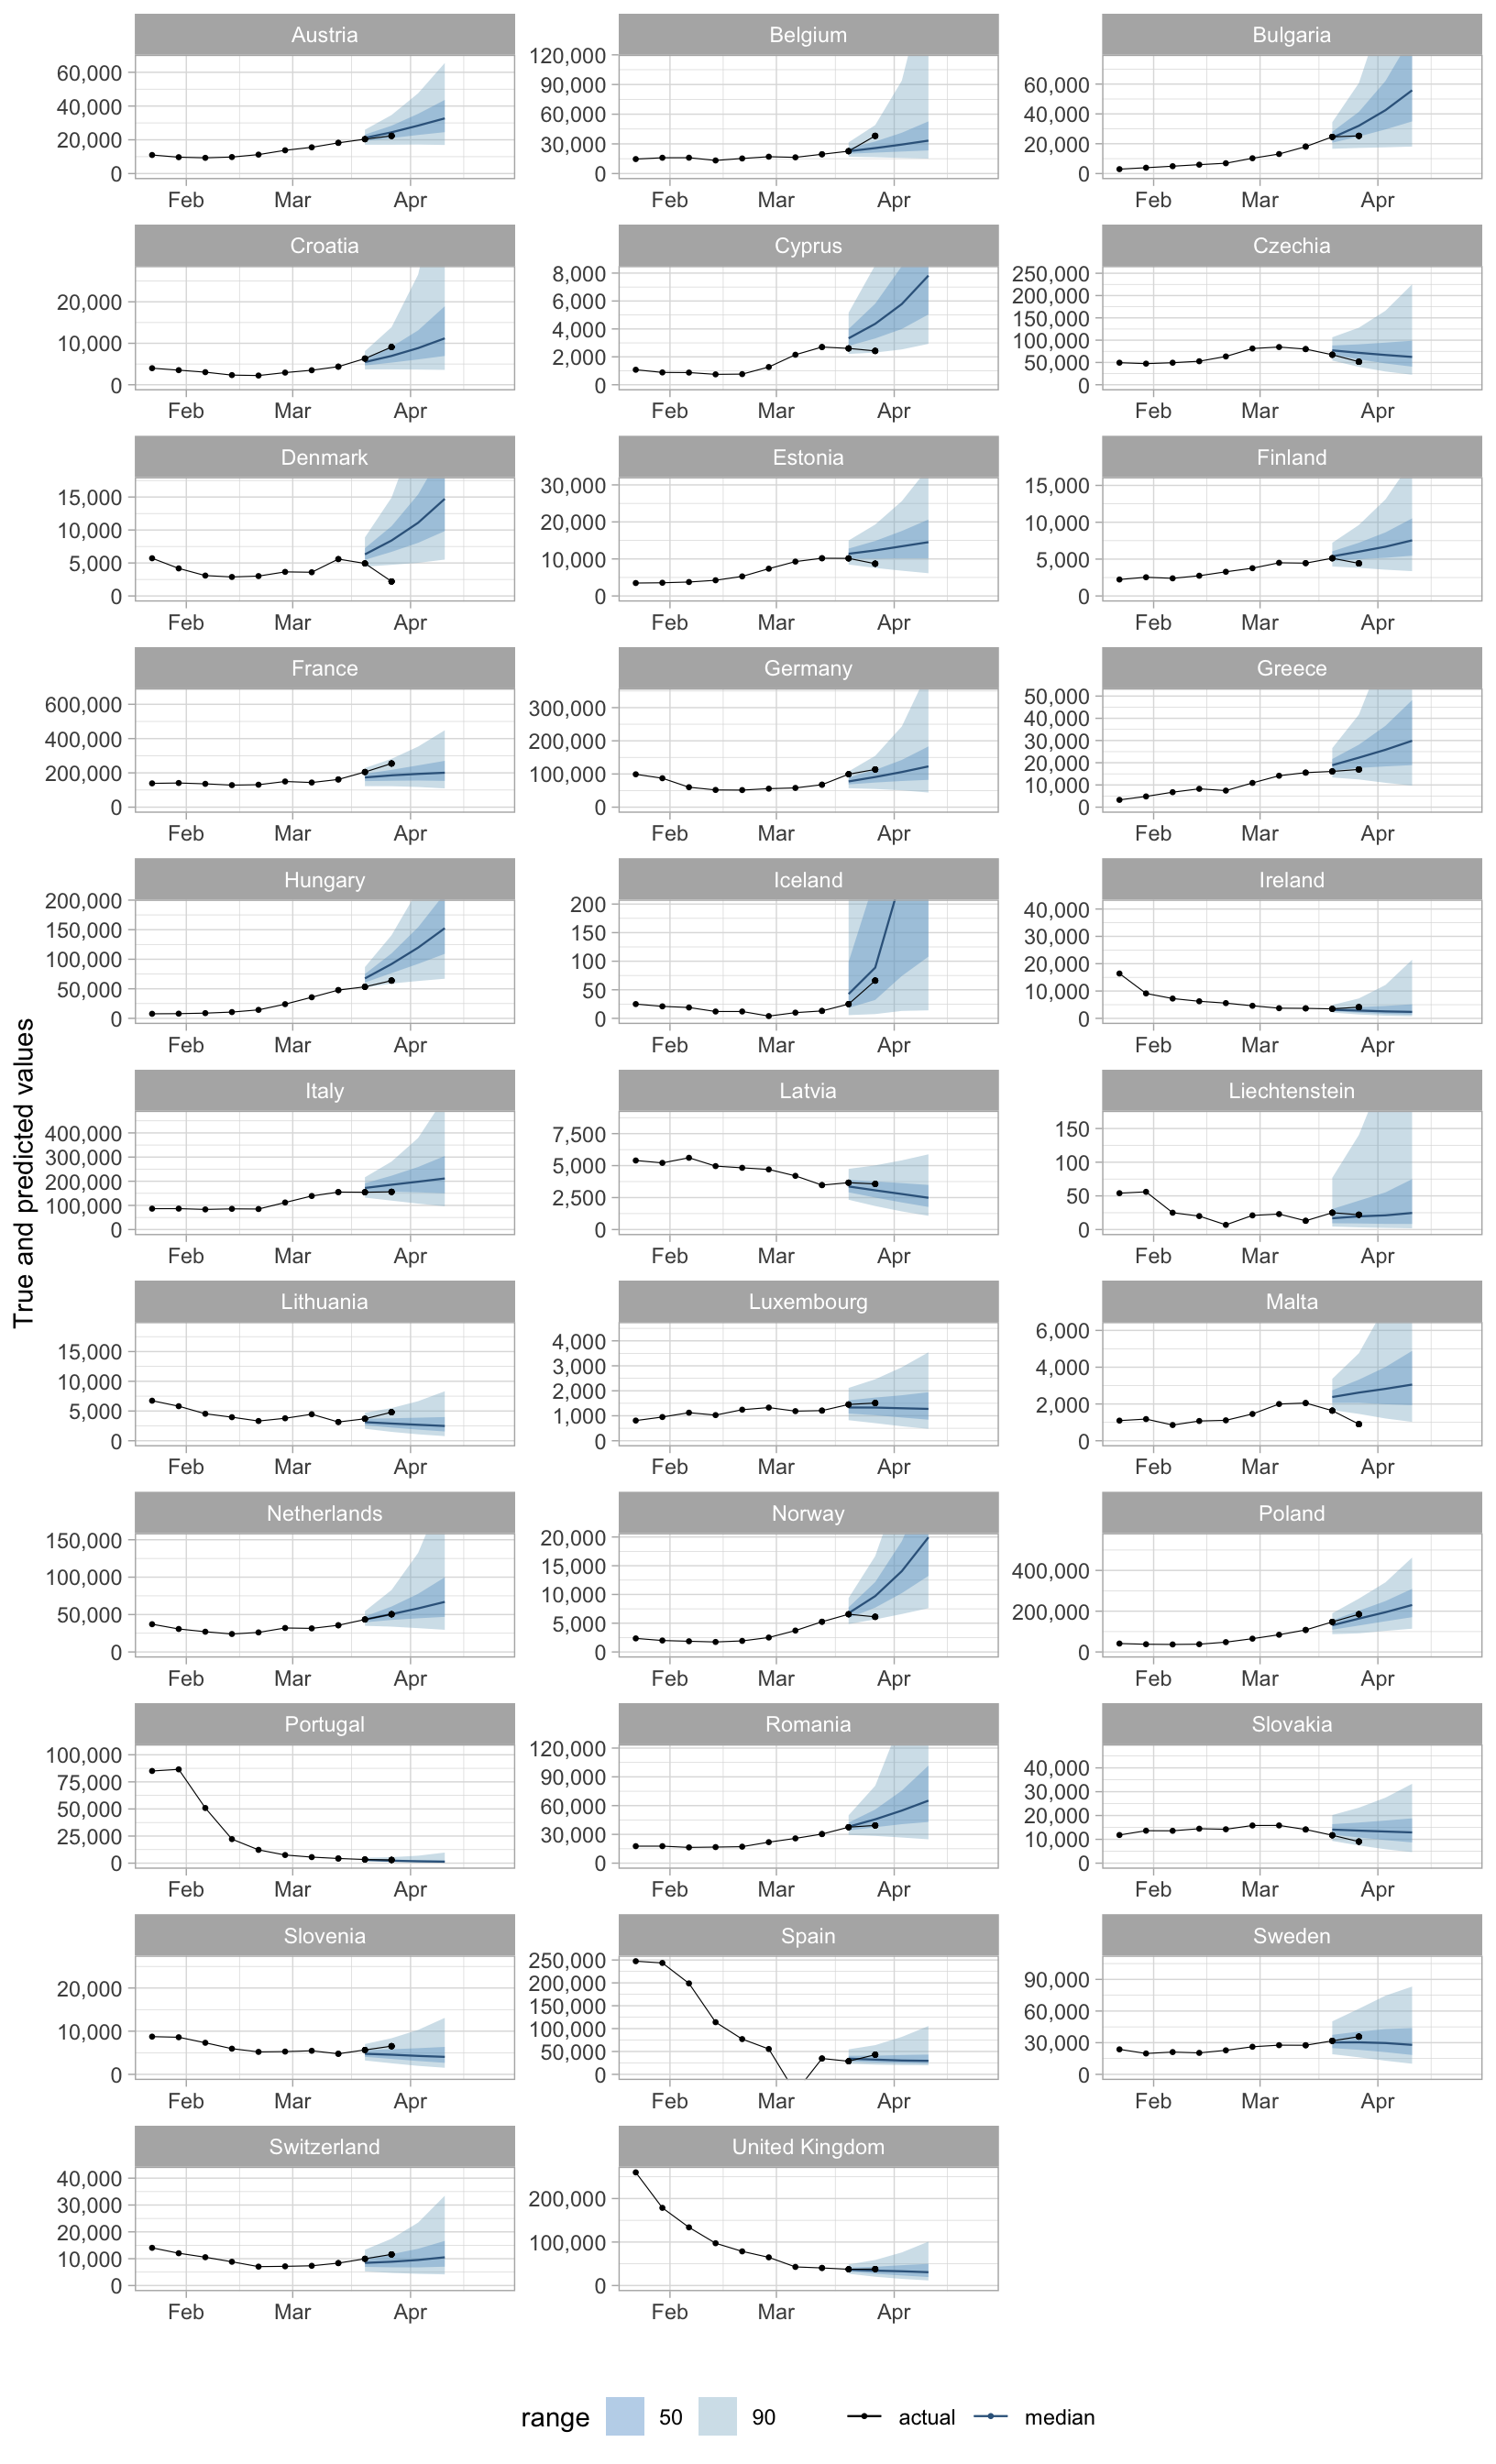 Austria Belgium Bulgaria
60,000 40,000 20,000 0
120,000 90,000 60,000 30,000 0
60,000 40,000 20,000 0
Feb Mar Apr Feb Mar Apr Feb Mar Apr
Croatia Cyprus Czechia
20,000 10,000 0
8,000 6,000 4,000 2,000 0
250,000 200,000 150,000 100,000 50,000 0
Feb Mar Apr Feb Mar Apr Feb Mar Apr
Denmark Estonia Finland
15,000 10,000 5,000 0
30,000 20,000 10,000 0
15,000 10,000 5,000 0
Feb Mar Apr Feb Mar Apr Feb Mar Apr
France Germany Greece
600,000 400,000 200,000 0
300,000 200,000 100,000 0
50,000 40,000 30,000 20,000 10,000 0
Feb Mar Apr Feb Mar Apr Feb Mar Apr
Hungary Iceland Ireland
200,000 150,000 100,000 50,000 0
200 150 100 50 0
40,000 30,000 20,000 10,000 0
Feb Mar Apr Feb Mar Apr Feb Mar Apr
True and predicted values
Italy Latvia Liechtenstein
400,000 300,000 200,000 100,000 0
7,500 5,000 2,500 0
150 100 50 0
Feb Mar Apr Feb Mar Apr Feb Mar Apr
Lithuania Luxembourg Malta
15,000 10,000 5,000 0
4,000 3,000 2,000 1,000 0
6,000 4,000 2,000 0
Feb Mar Apr Feb Mar Apr Feb Mar Apr
Netherlands Norway Poland
150,000 100,000 50,000 0
20,000 15,000 10,000 5,000 0
400,000 200,000 0
Feb Mar Apr Feb Mar Apr Feb Mar Apr
Portugal Romania Slovakia
100,000 75,000 50,000 25,000 0
120,000 90,000 60,000 30,000 0
40,000 30,000 20,000 10,000 0
Feb Mar Apr Feb Mar Apr Feb Mar Apr
Slovenia Spain Sweden
20,000 10,000 0
250,000 200,000 150,000 100,000 50,000 0
90,000 60,000 30,000 0
Feb Mar Apr Feb Mar Apr Feb Mar Apr
Switzerland United Kingdom
40,000 30,000 20,000 10,000 0
200,000 100,000 0
Feb Mar Apr Feb Mar Apr
range 50 90 actual median